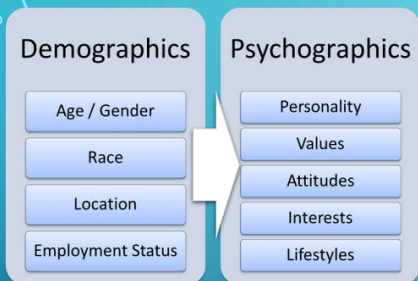 Demographics
Age / Gender
Race
Location
Employment Status
Psychographics
Personality
Values
Attitudes
Interests
Lifestyles